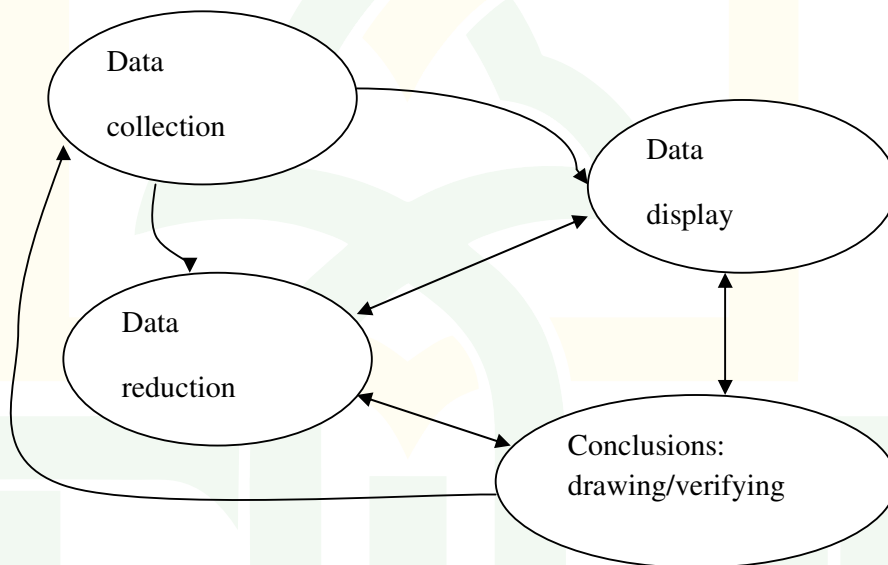 Data
collection
Data
display
Data
reduction
Conclusions:
drawing/verifying